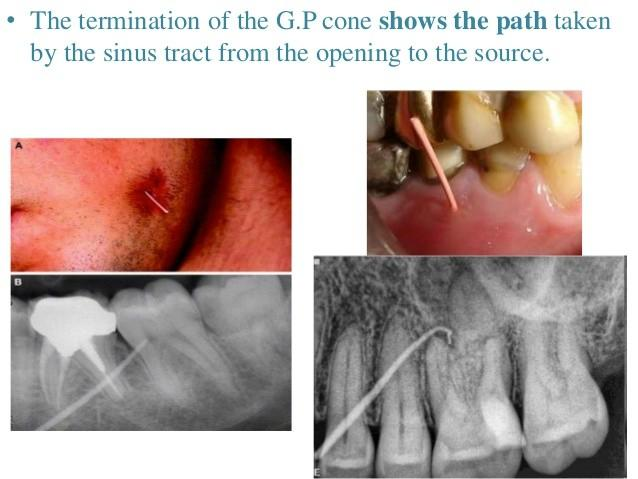 • The termination of the G.P cone shows the path taken
by the sinus tract from the opening to the source.
A
B
E